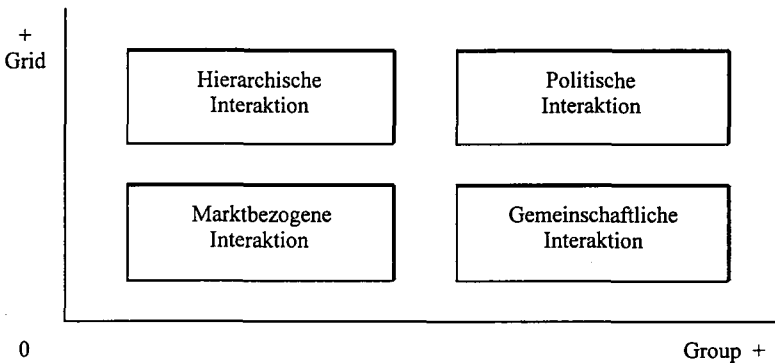 +
Grid
Hierarchische
Interaktion
Politische
Interaktion
Marktbezogene
Interaktion
Gemeinschaftliche
Interaktion
0
Group +